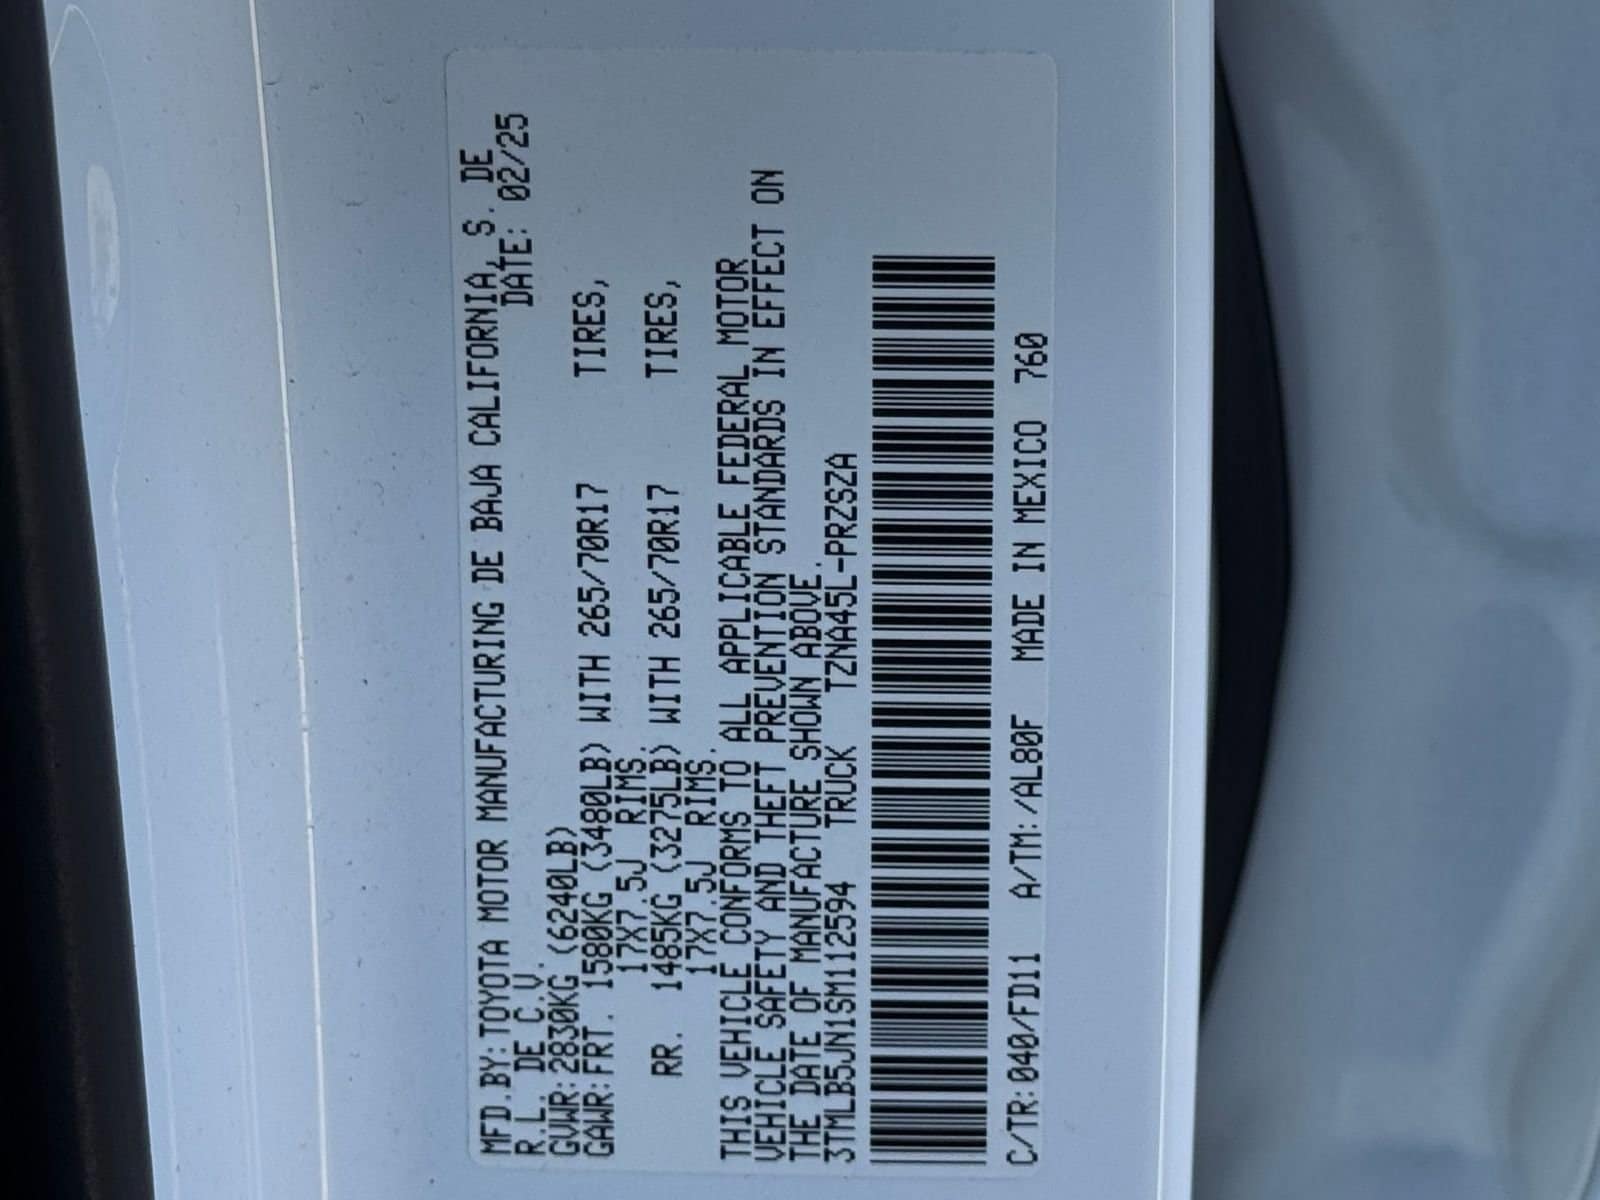 MFD.BY:TOYOTA MOTOR MANUFACTURING DE BAJA CALIFORNIA, S. DE
R.L. DE C.V. DATE: 02/25
GVWR:2830KG (6240LB)
GAWR:FRT. 1580KG (3480LB) WITH 265/70R17 TIRES,
17X7.5J RIMS.
RR. 1485KG (3275LB) WITH 265/70R17 TIRES,
17X7.5J RIMS.
THIS VEHICLE CONFORMS TO ALL APPLICABLE FEDERAL MOTOR
VEHICLE SAFETY AND THEFT PREVENTION STANDARDS IN EFFECT ON
THE DATE OF MANUFACTURE SHOWN ABOVE.
3TMLB5JN1SM112594 TRUCK TZNA45L-PRZSZA
C/TR:040/FD11 A/TM:/AL80F MADE IN MEXICO 760